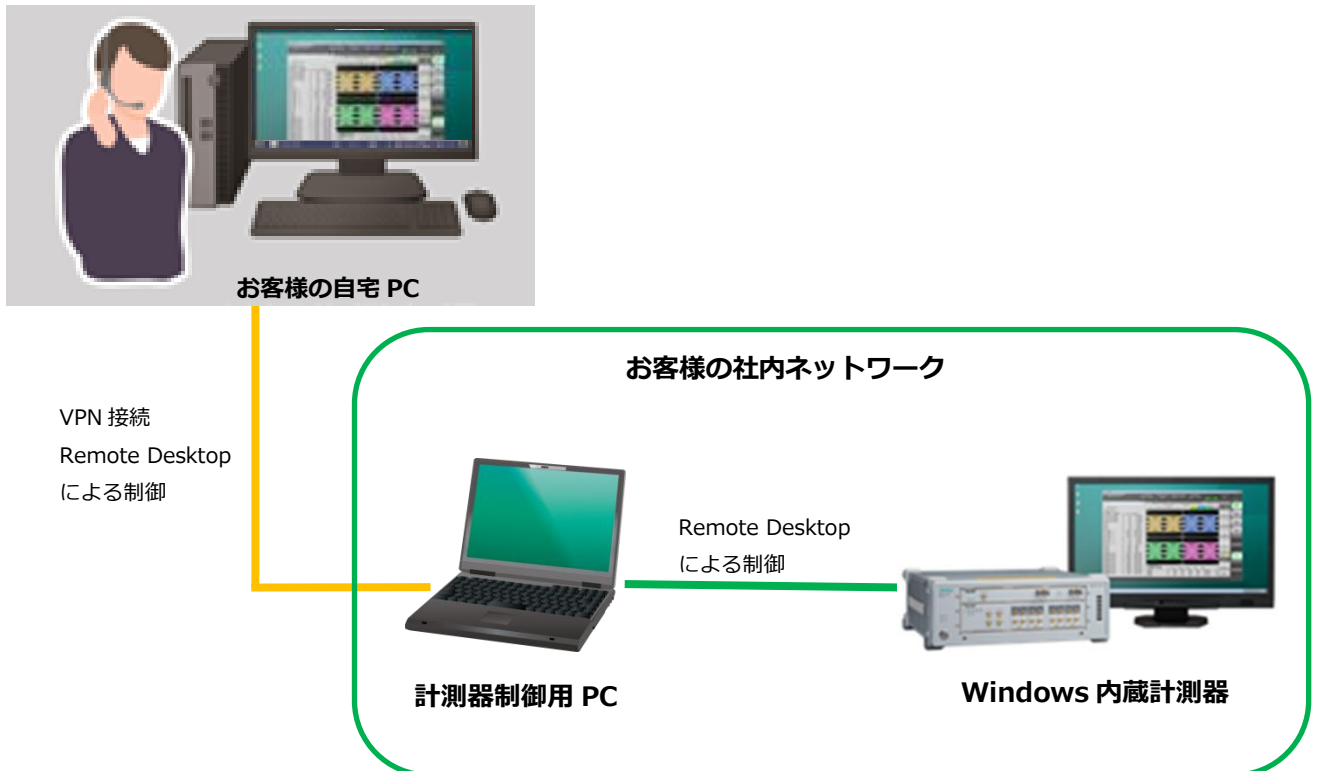 お客様の自宅 PC
お客様の社内ネットワーク
VPN 接続
Remote Desktop
による制御
Remote Desktop
による制御
計測器制御用 PC
Windows 内蔵計測器